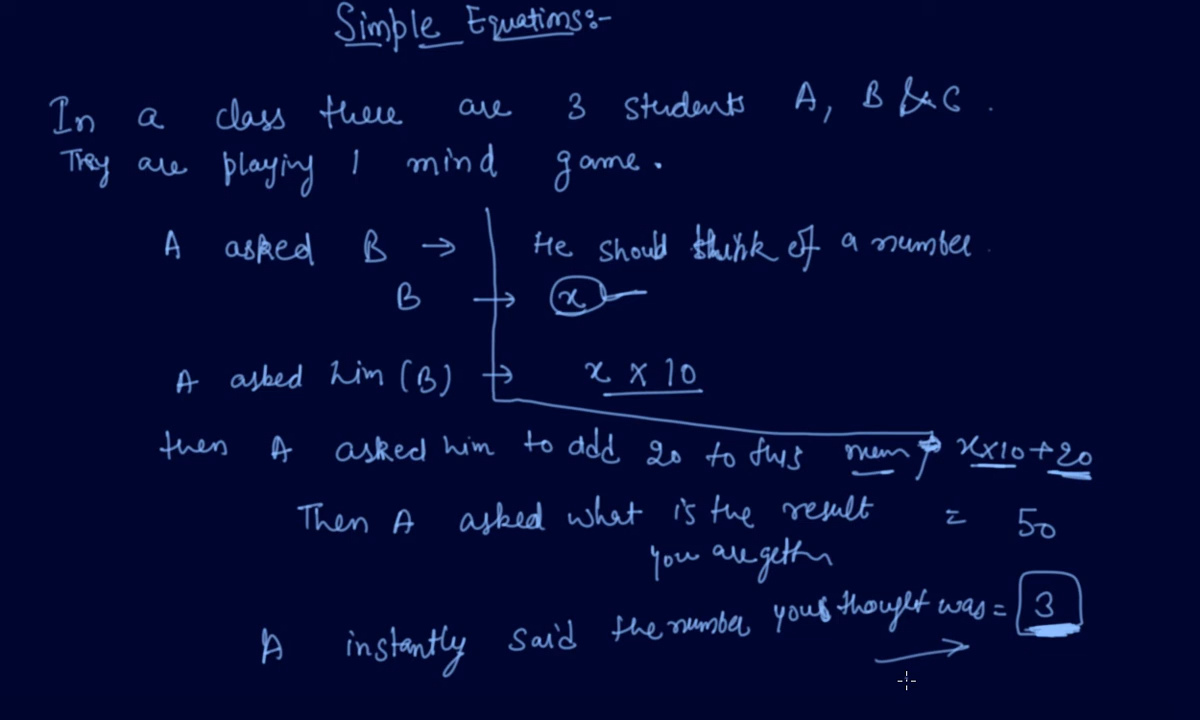 Simple Equations:-
In a class there are 3 students A, B & C.
They are playing 1 mind game.
A asked B → He should think of a number.
B → x
A asked him (B) → x × 10
then A asked him to add 20 to this num → x×10+20
Then A asked what is the result = 50
you are gettn
A instantly said the number you thought was = 3